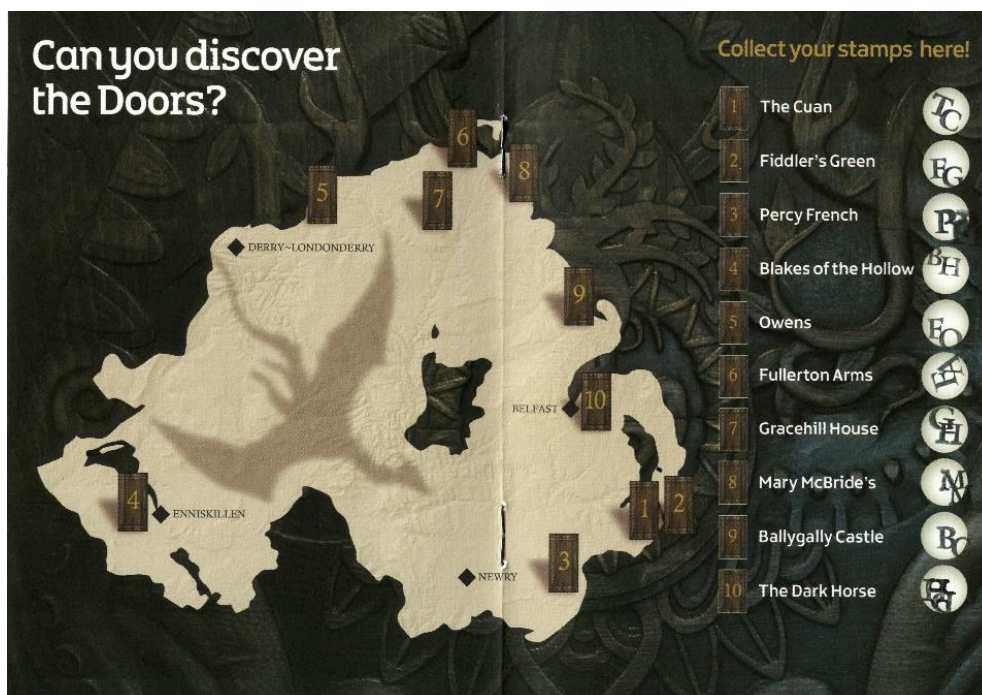 Can you discover
the Doors?
Collect your stamps here!
1 The Cuan TC
2 Fiddler's Green FG
3 Percy French
4 Blakes of the Hollow BH
5 Owens
6 Fullerton Arms FA
7 Gracehill House GH
8 Mary McBride's MM
9 Ballygally Castle BC
10 The Dark Horse
6
8
5
7
DERRY~LONDONDERRY
9
BELFAST
10
4
ENNISKILLEN
1
2
3
NEWRY